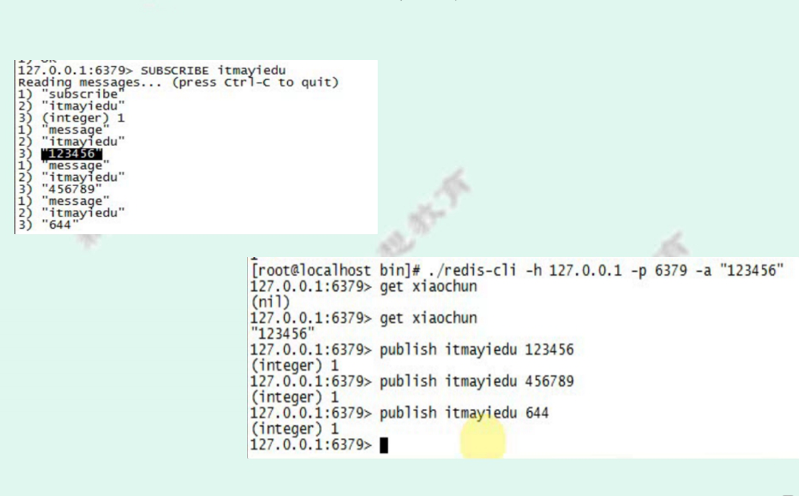 127.0.0.1:6379> SUBSCRIBE itmayiedu
Reading messages... (press Ctrl-C to quit)
1) "subscribe"
2) "itmayiedu"
3) (integer) 1
1) "message"
2) "itmayiedu"
3) "123456"
1) "message"
2) "itmayiedu"
3) "456789"
1) "message"
2) "itmayiedu"
3) "644"
[root@localhost bin]# ./redis-cli -h 127.0.0.1 -p 6379 -a "123456"
127.0.0.1:6379> get xiaochun
(nil)
127.0.0.1:6379> get xiaochun
"123456"
127.0.0.1:6379> publish itmayiedu 123456
(integer) 1
127.0.0.1:6379> publish itmayiedu 456789
(integer) 1
127.0.0.1:6379> publish itmayiedu 644
(integer) 1
127.0.0.1:6379>